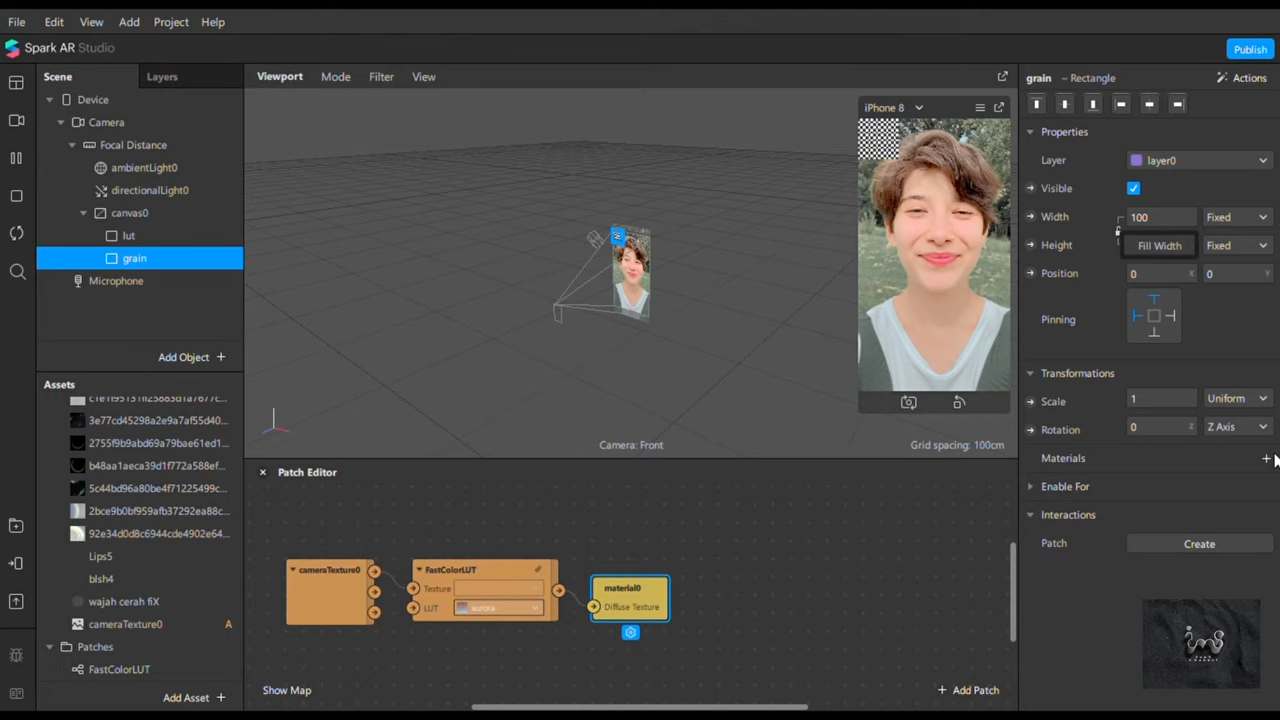 File Edit View Add Project Help
Spark AR Studio
Publish
Scene Layers
Device
Camera
Focal Distance
ambientLight0
directionalLight0
canvas0
lut
grain
Microphone
Add Object +
Assets
3e77cd45298a2e9a7af55d40...
2755f9b9abd69a79bae61ed1...
b48aa1aeca39d1f772a588ef...
5c44bd96a80be4f71225499c...
2bce9b0bf959afb37292ea88c...
92e34d0d8c6944cde4902e64...
Lips5
blsh4
wajah cerah fiX
cameraTexture0 A
Patches
FastColorLUT
Add Asset +
Viewport Mode Filter View
iPhone 8
Camera: Front
Grid spacing: 100cm
Patch Editor
cameraTexture0
FastColorLUT
Texture
LUT aurora
material0
Diffuse Texture
Show Map
+ Add Patch
grain – Rectangle
Actions
Properties
Layer layer0
Visible
Width 100 Fixed
Height Fill Width Fixed
Position 0 X 0 Y
Pinning
Transformations
Scale 1 Uniform
Rotation 0 Z Z Axis
Materials +
Enable For
Interactions
Patch Create